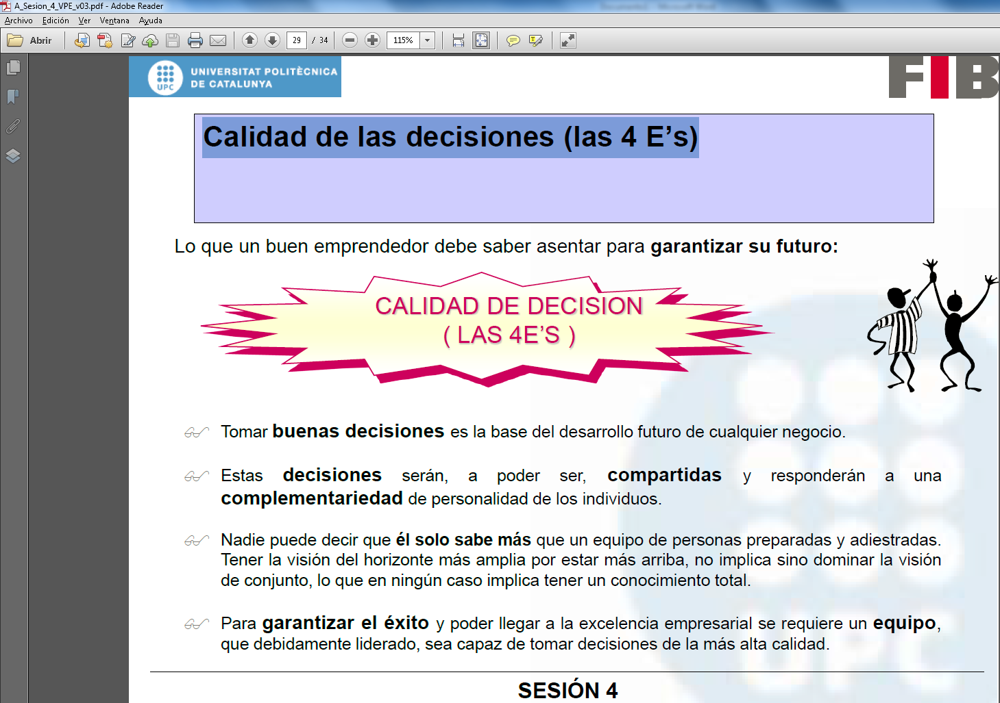 A_Sesion_4_VPE_v03.pdf - Adobe Reader
Archivo Edición Ver Ventana Ayuda
Abrir 29 / 34 115%
UNIVERSITAT POLITÈCNICA
DE CATALUNYA
UPC
FIB
Calidad de las decisiones (las 4 E's)
Lo que un buen emprendedor debe saber asentar para garantizar su futuro:
CALIDAD DE DECISION
( LAS 4E'S )
Tomar buenas decisiones es la base del desarrollo futuro de cualquier negocio.
Estas decisiones serán, a poder ser, compartidas y responderán a una
complementariedad de personalidad de los individuos.
Nadie puede decir que él solo sabe más que un equipo de personas preparadas y adiestradas.
Tener la visión del horizonte más amplia por estar más arriba, no implica sino dominar la visión
de conjunto, lo que en ningún caso implica tener un conocimiento total.
Para garantizar el éxito y poder llegar a la excelencia empresarial se requiere un equipo,
que debidamente liderado, sea capaz de tomar decisiones de la más alta calidad.
UPC
SESIÓN 4